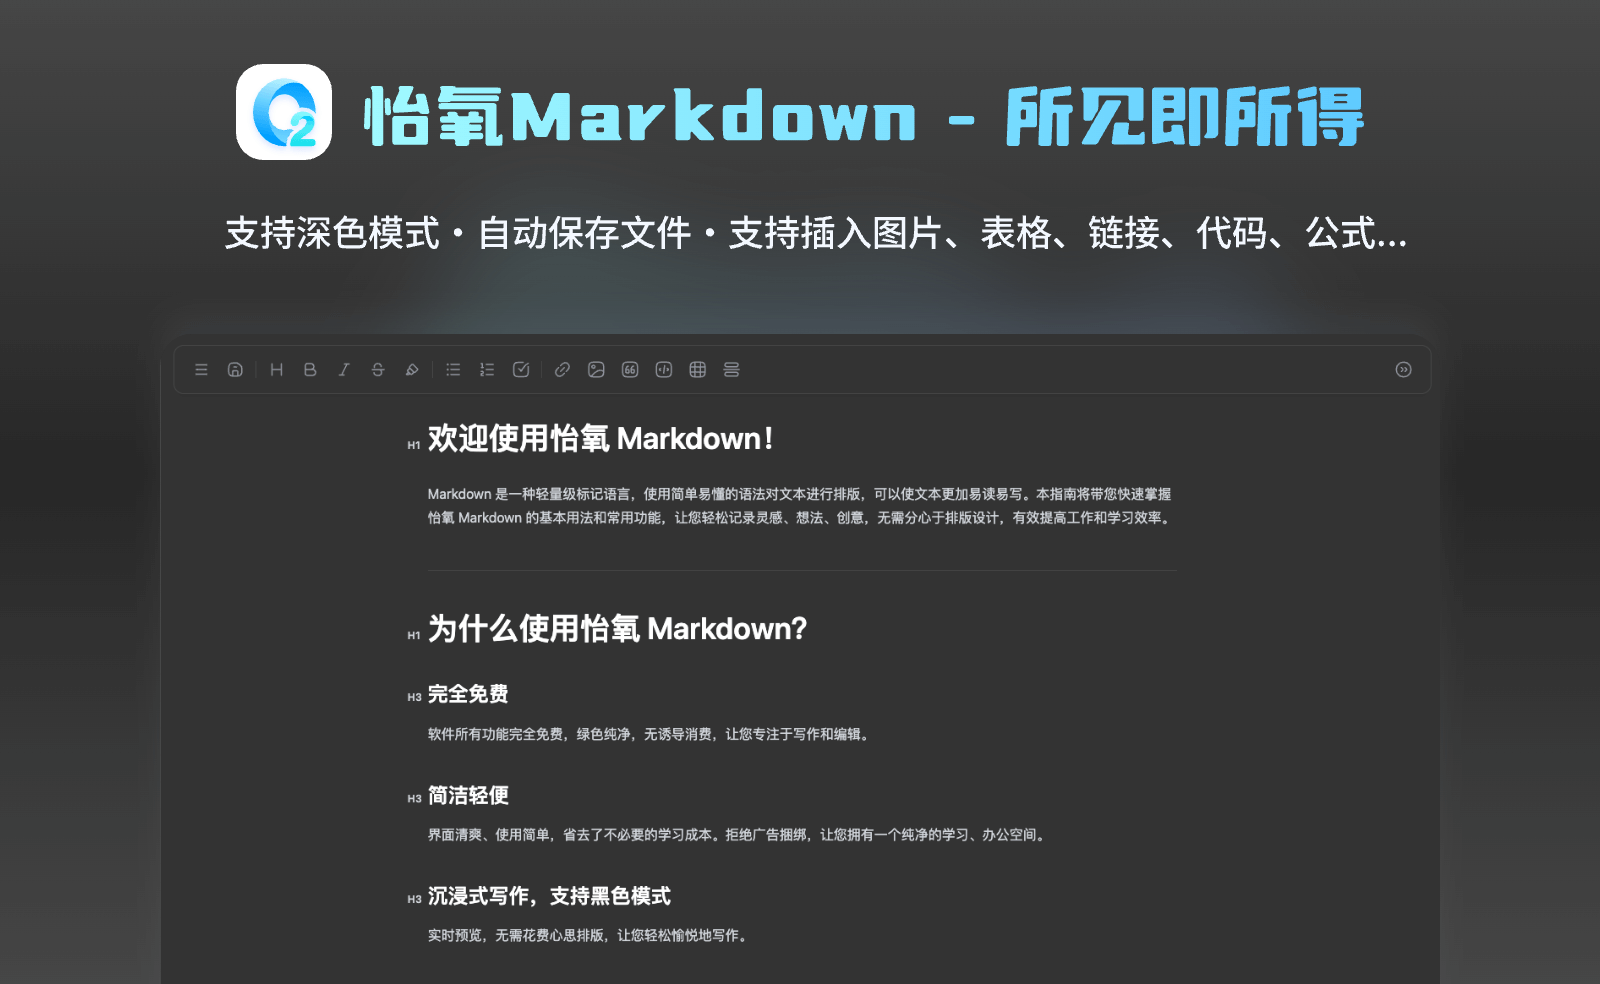 怡氧Markdown - 所见即所得
支持深色模式・自动保存文件・支持插入图片、表格、链接、代码、公式...
H1 欢迎使用怡氧 Markdown！
Markdown 是一种轻量级标记语言，使用简单易懂的语法对文本进行排版，可以使文本更加易读易写。本指南将带您快速掌握
怡氧 Markdown 的基本用法和常用功能，让您轻松记录灵感、想法、创意，无需分心于排版设计，有效提高工作和学习效率。
H1 为什么使用怡氧 Markdown?
H3 完全免费
软件所有功能完全免费，绿色纯净，无诱导消费，让您专注于写作和编辑。
H3 简洁轻便
界面清爽、使用简单，省去了不必要的学习成本。拒绝广告捆绑，让您拥有一个纯净的学习、办公空间。
H3 沉浸式写作，支持黑色模式
实时预览，无需花费心思排版，让您轻松愉悦地写作。